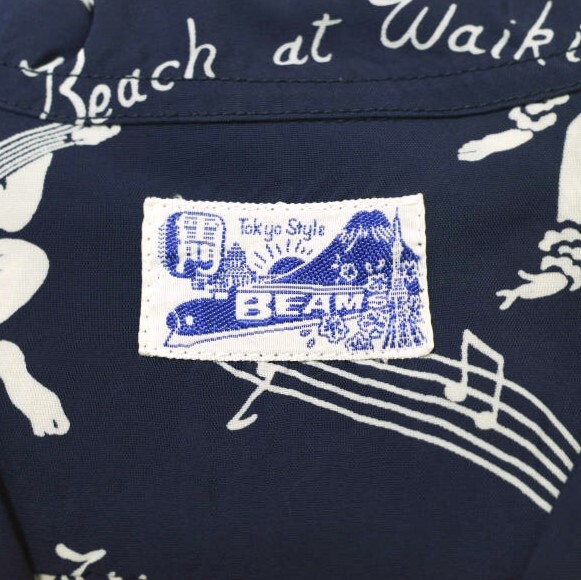 Beach at Waiki
Tokyo Style
BEAMS